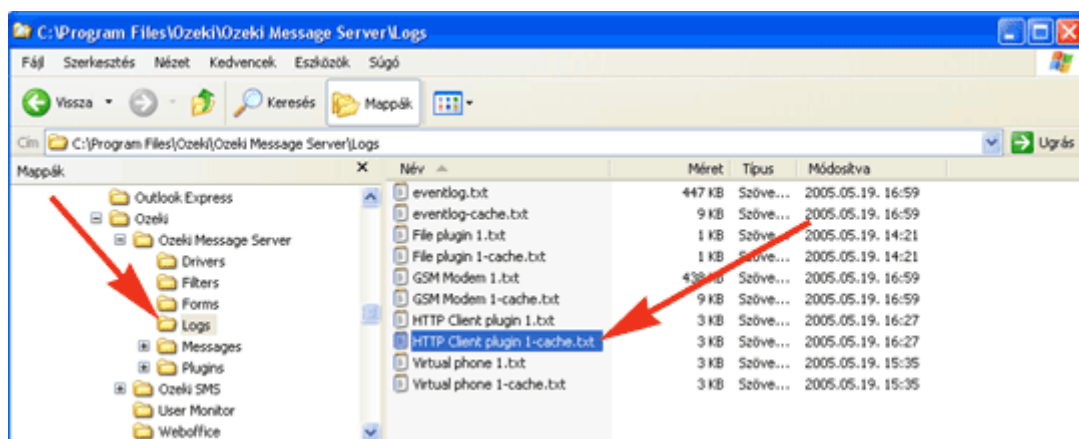 C:\Program Files\Ozeki\Ozeki Message Server\Logs
Fájl Szerkesztés Nézet Kedvencek Eszközök Súgó
Vissza Keresés Mappák
Cím C:\Program Files\Ozeki\Ozeki Message Server\Logs Ugrás
Mappák X Név Méret Típus Módosítva
Outlook Express
Ozeki
Ozeki Message Server
Drivers
Filters
Forms
Logs
Messages
Plugins
Ozeki SMS
User Monitor
Weboffice
eventlog.txt 447 KB Szöve... 2005.05.19. 16:59
eventlog-cache.txt 9 KB Szöve... 2005.05.19. 16:59
File plugin 1.txt 1 KB Szöve... 2005.05.19. 14:21
File plugin 1-cache.txt 1 KB Szöve... 2005.05.19. 14:21
GSM Modem 1.txt 438 KB Szöve... 2005.05.19. 16:59
GSM Modem 1-cache.txt 9 KB Szöve... 2005.05.19. 16:59
HTTP Client plugin 1.txt 3 KB Szöve... 2005.05.19. 16:27
HTTP Client plugin 1-cache.txt 3 KB Szöve... 2005.05.19. 16:27
Virtual phone 1.txt 3 KB Szöve... 2005.05.19. 15:35
Virtual phone 1-cache.txt 3 KB Szöve... 2005.05.19. 15:35